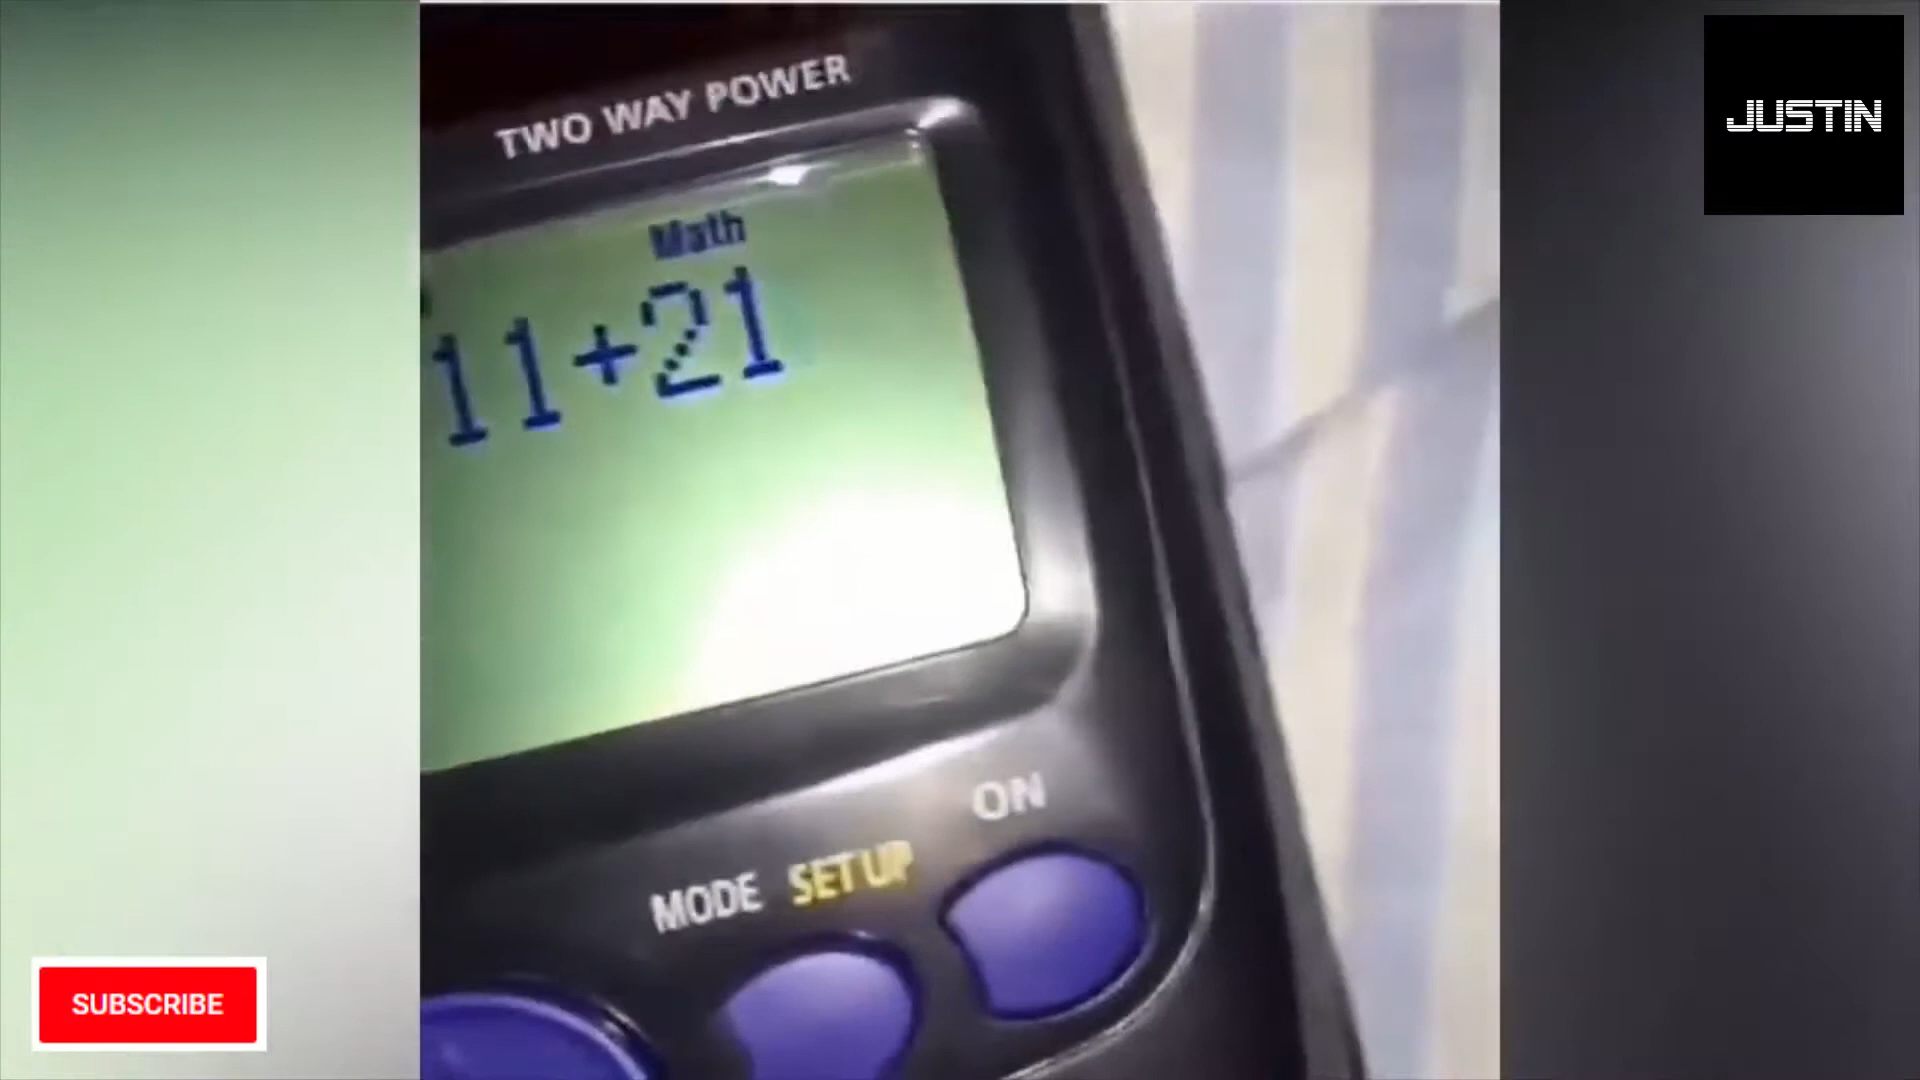 JUSTIN
TWO WAY POWER
Math
11+21
ON
MODE SETUP
SUBSCRIBE